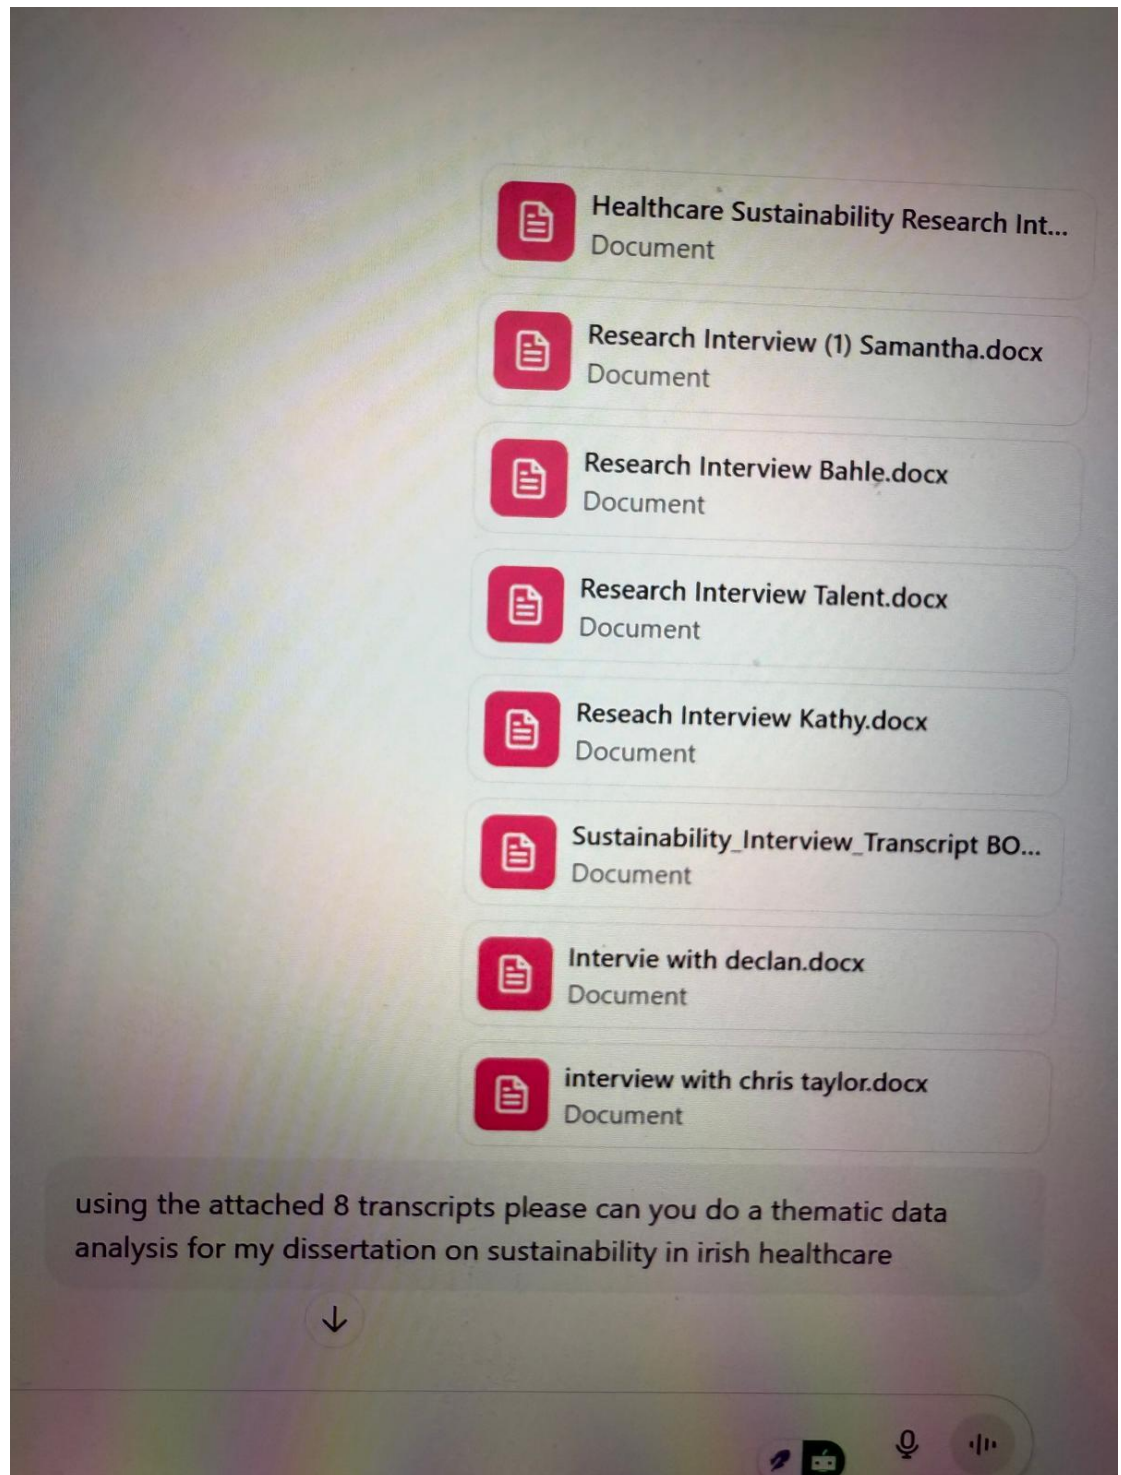 Healthcare Sustainability Research Int...
Document
Research Interview (1) Samantha.docx
Document
Research Interview Bahle.docx
Document
Research Interview Talent.docx
Document
Reseach Interview Kathy.docx
Document
Sustainability_Interview_Transcript BO...
Document
Intervie with declan.docx
Document
interview with chris taylor.docx
Document
using the attached 8 transcripts please can you do a thematic data
analysis for my dissertation on sustainability in irish healthcare